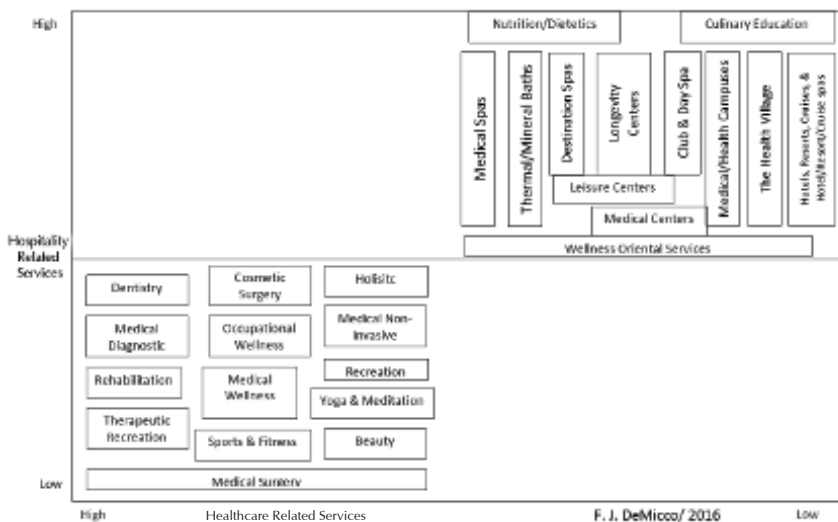 High
Nutrition/Dietetics
Culinary Education
Medical Spas
Thermal/Mineral Baths
Destination Spas
Longevity
Centers
Club & Day Spa
Medical/Health Campuses
The Health Village
Hotels, Resorts, Cruises, &
Hotel/Resort/Cruise spas
Leisure Centers
Medical Centers
Wellness Oriental Services
Hospitality
Related
Services
Dentistry
Cosmetic
Surgery
Holisitc
Medical
Diagnostic
Occupational
Wellness
Medical Non-
invasive
Rehabilitation
Medical
Wellness
Recreation
Yoga & Meditation
Therapeutic
Recreation
Sports & Fitness
Beauty
Medical Surgery
Low
High
Healthcare Related Services
F. J. DeMicco/ 2016
Low